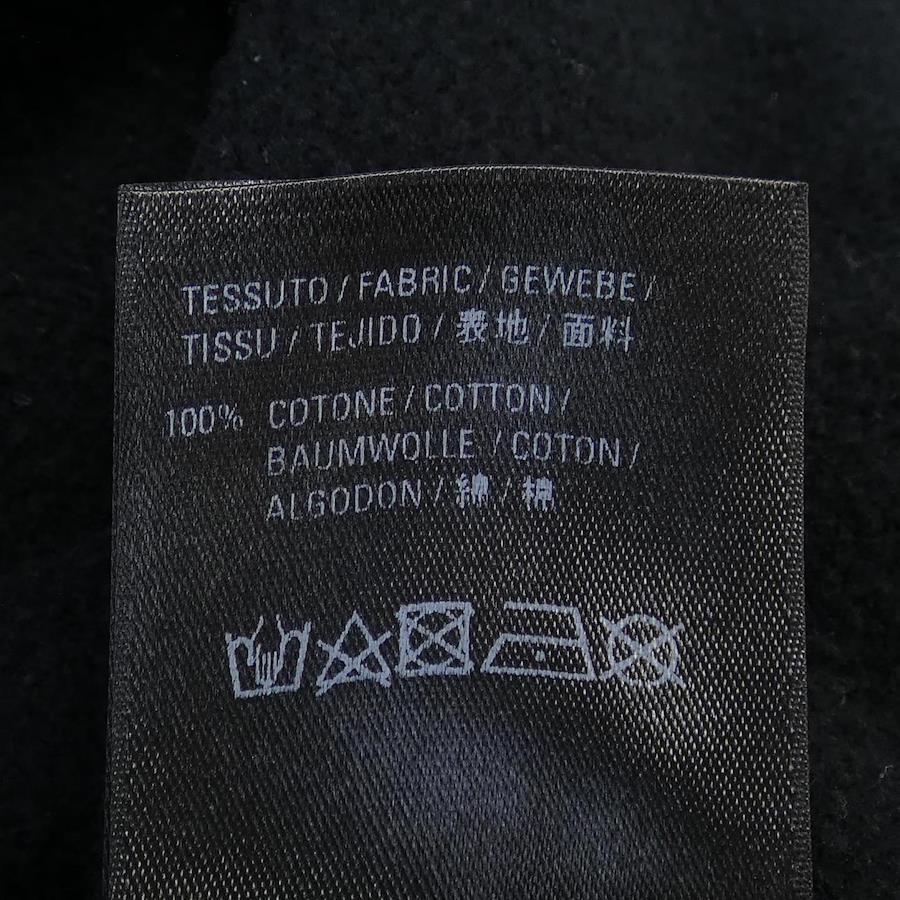 TESSUTO / FABRIC / GEWEBE /
TISSU / TEJIDO / 表地 / 面料
100% COTONE / COTTON /
BAUMWOLLE / COTON /
ALGODON / 綿 / 棉